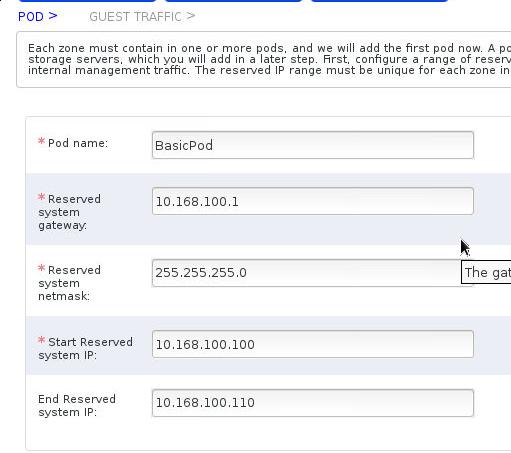 POD > GUEST TRAFFIC >
Each zone must contain in one or more pods, and we will add the first pod now. A po
storage servers, which you will add in a later step. First, configure a range of reserv
internal management traffic. The reserved IP range must be unique for each zone in
* Pod name: BasicPod
* Reserved
system
gateway: 10.168.100.1
* Reserved
system
netmask: 255.255.255.0
The gat
* Start Reserved
system IP: 10.168.100.100
End Reserved
system IP: 10.168.100.110